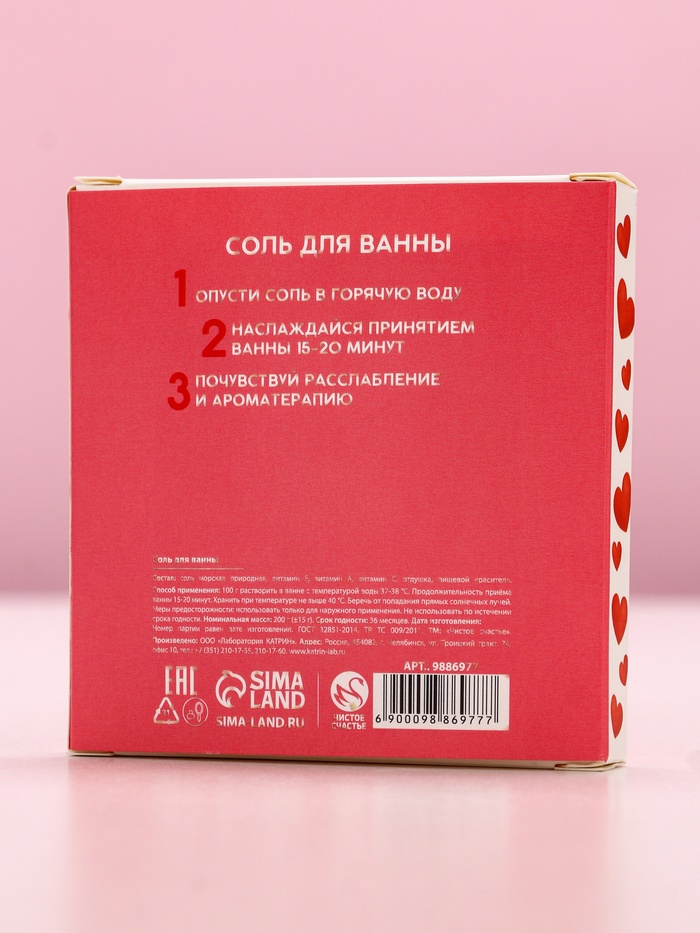 СОЛЬ ДЛЯ ВАННЫ
1 ОПУСТИ СОЛЬ В ГОРЯЧУЮ ВОДУ
2 НАСЛАЖДАЙСЯ ПРИНЯТИЕМ
ВАННЫ 15-20 МИНУТ
3 ПОЧУВСТВУЙ РАССЛАБЛЕНИЕ
И АРОМАТЕРАПИЮ
Соль для ванны
Состав: соль морская природная, витамин Е, витамин А, витамин С, отдушка, пищевой краситель.
Способ применения: 100 г растворить в ванне с температурой воды 37-38 °С. Продолжительность приёма
ванны 15-20 минут. Хранить при температуре не выше 40 °С. Беречь от попадания прямых солнечных лучей.
Меры предосторожности: использовать только для наружного применения. Не использовать по истечении
срока годности. Номинальная масса: 200 г (±15 г). Срок годности: 36 месяцев. Дата изготовления:
Номер партии равен дате изготовления. ГОСТ 32851-2014, ТР ТС 009/2011. ТМ: «Чистое счастье».
Произведено: ООО «Лаборатория КАТРИН». Адрес: Россия, г. Челябинск, ул. Троицкий тракт,
офис 10, тел.: +7 (351) 210-17-55, 210-17-60. www.katrin-lab.ru
АРТ.: 9886977
EAC
SIMA
LAND
SIMA-LAND.RU
ЧИСТОЕ
СЧАСТЬЕ
6 900098 869777